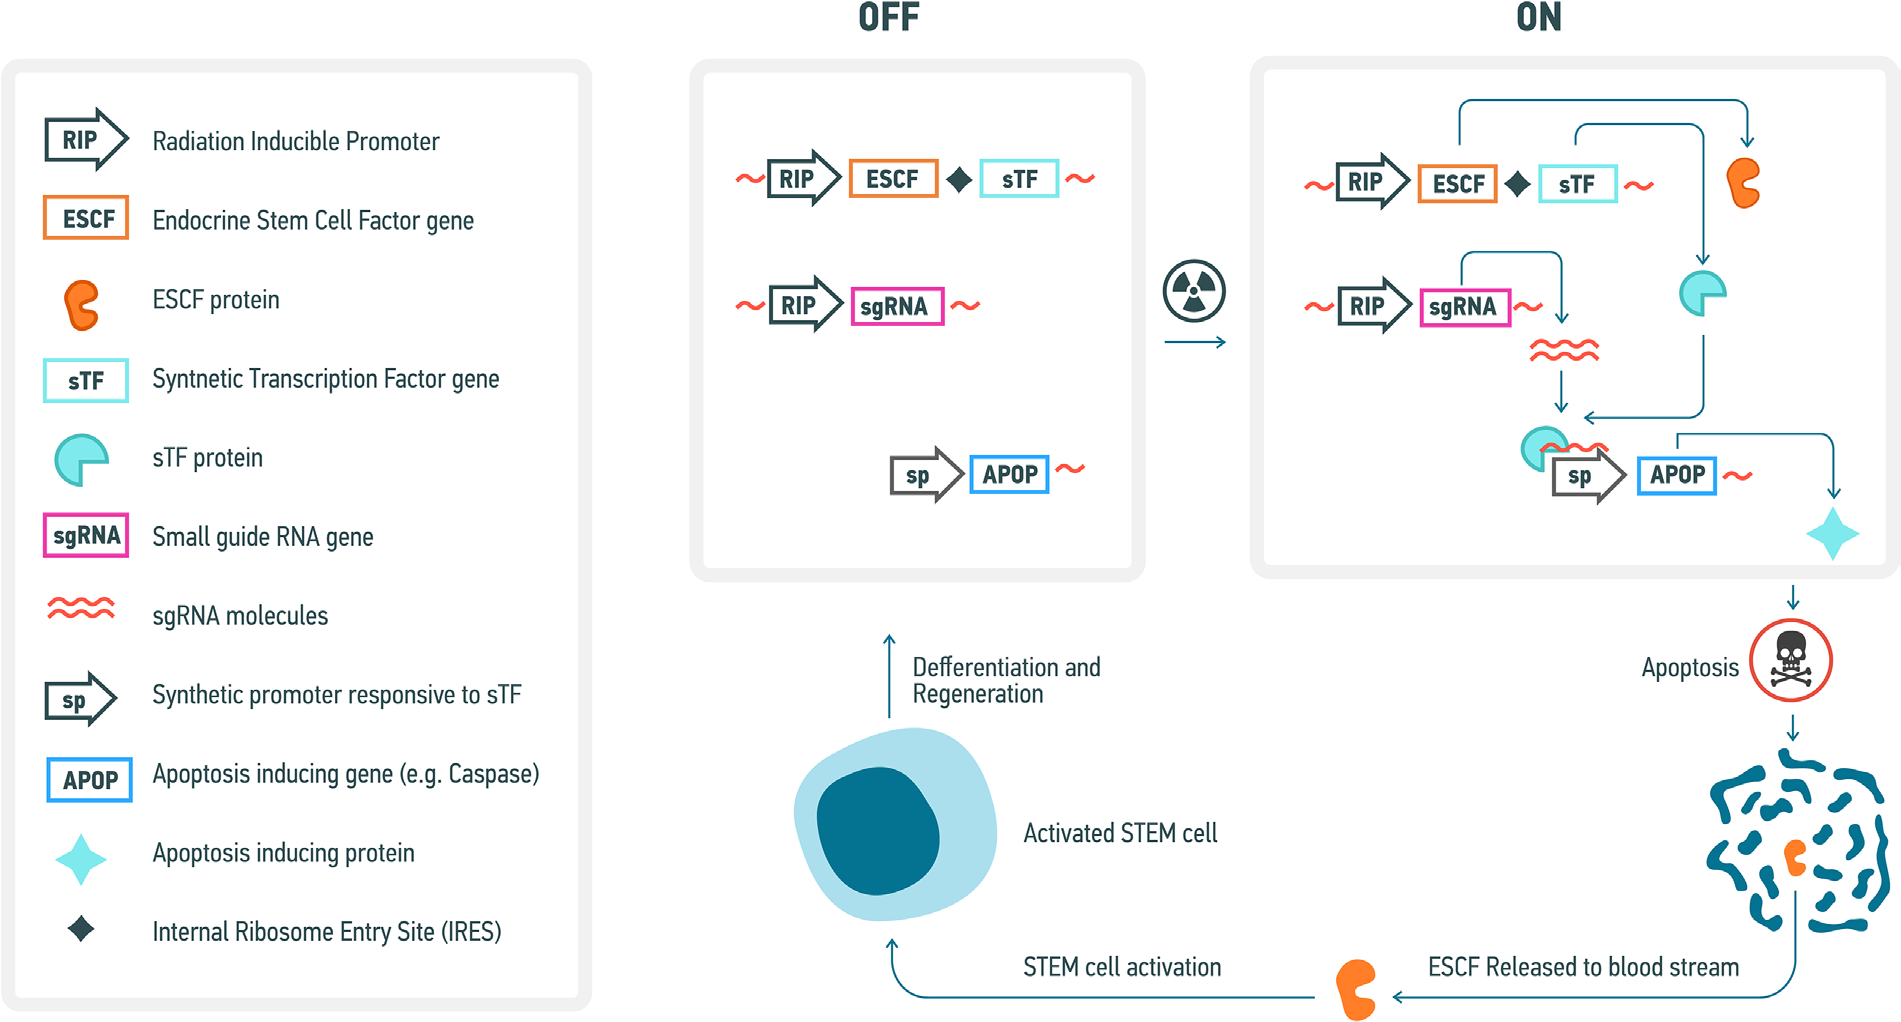 OFF
ON
RIP Radiation Inducible Promoter
ESCF Endocrine Stem Cell Factor gene
ESCF protein
sTF Syntnetic Transcription Factor gene
sTF protein
sgRNA Small guide RNA gene
sgRNA molecules
sp Synthetic promoter responsive to sTF
APOP Apoptosis inducing gene (e.g. Caspase)
Apoptosis inducing protein
Internal Ribosome Entry Site (IRES)
RIP ESCF sTF
RIP sgRNA
sp APOP
RIP ESCF sTF
RIP sgRNA
sp APOP
Defferentiation and
Regeneration
Apoptosis
Activated STEM cell
STEM cell activation
ESCF Released to blood stream